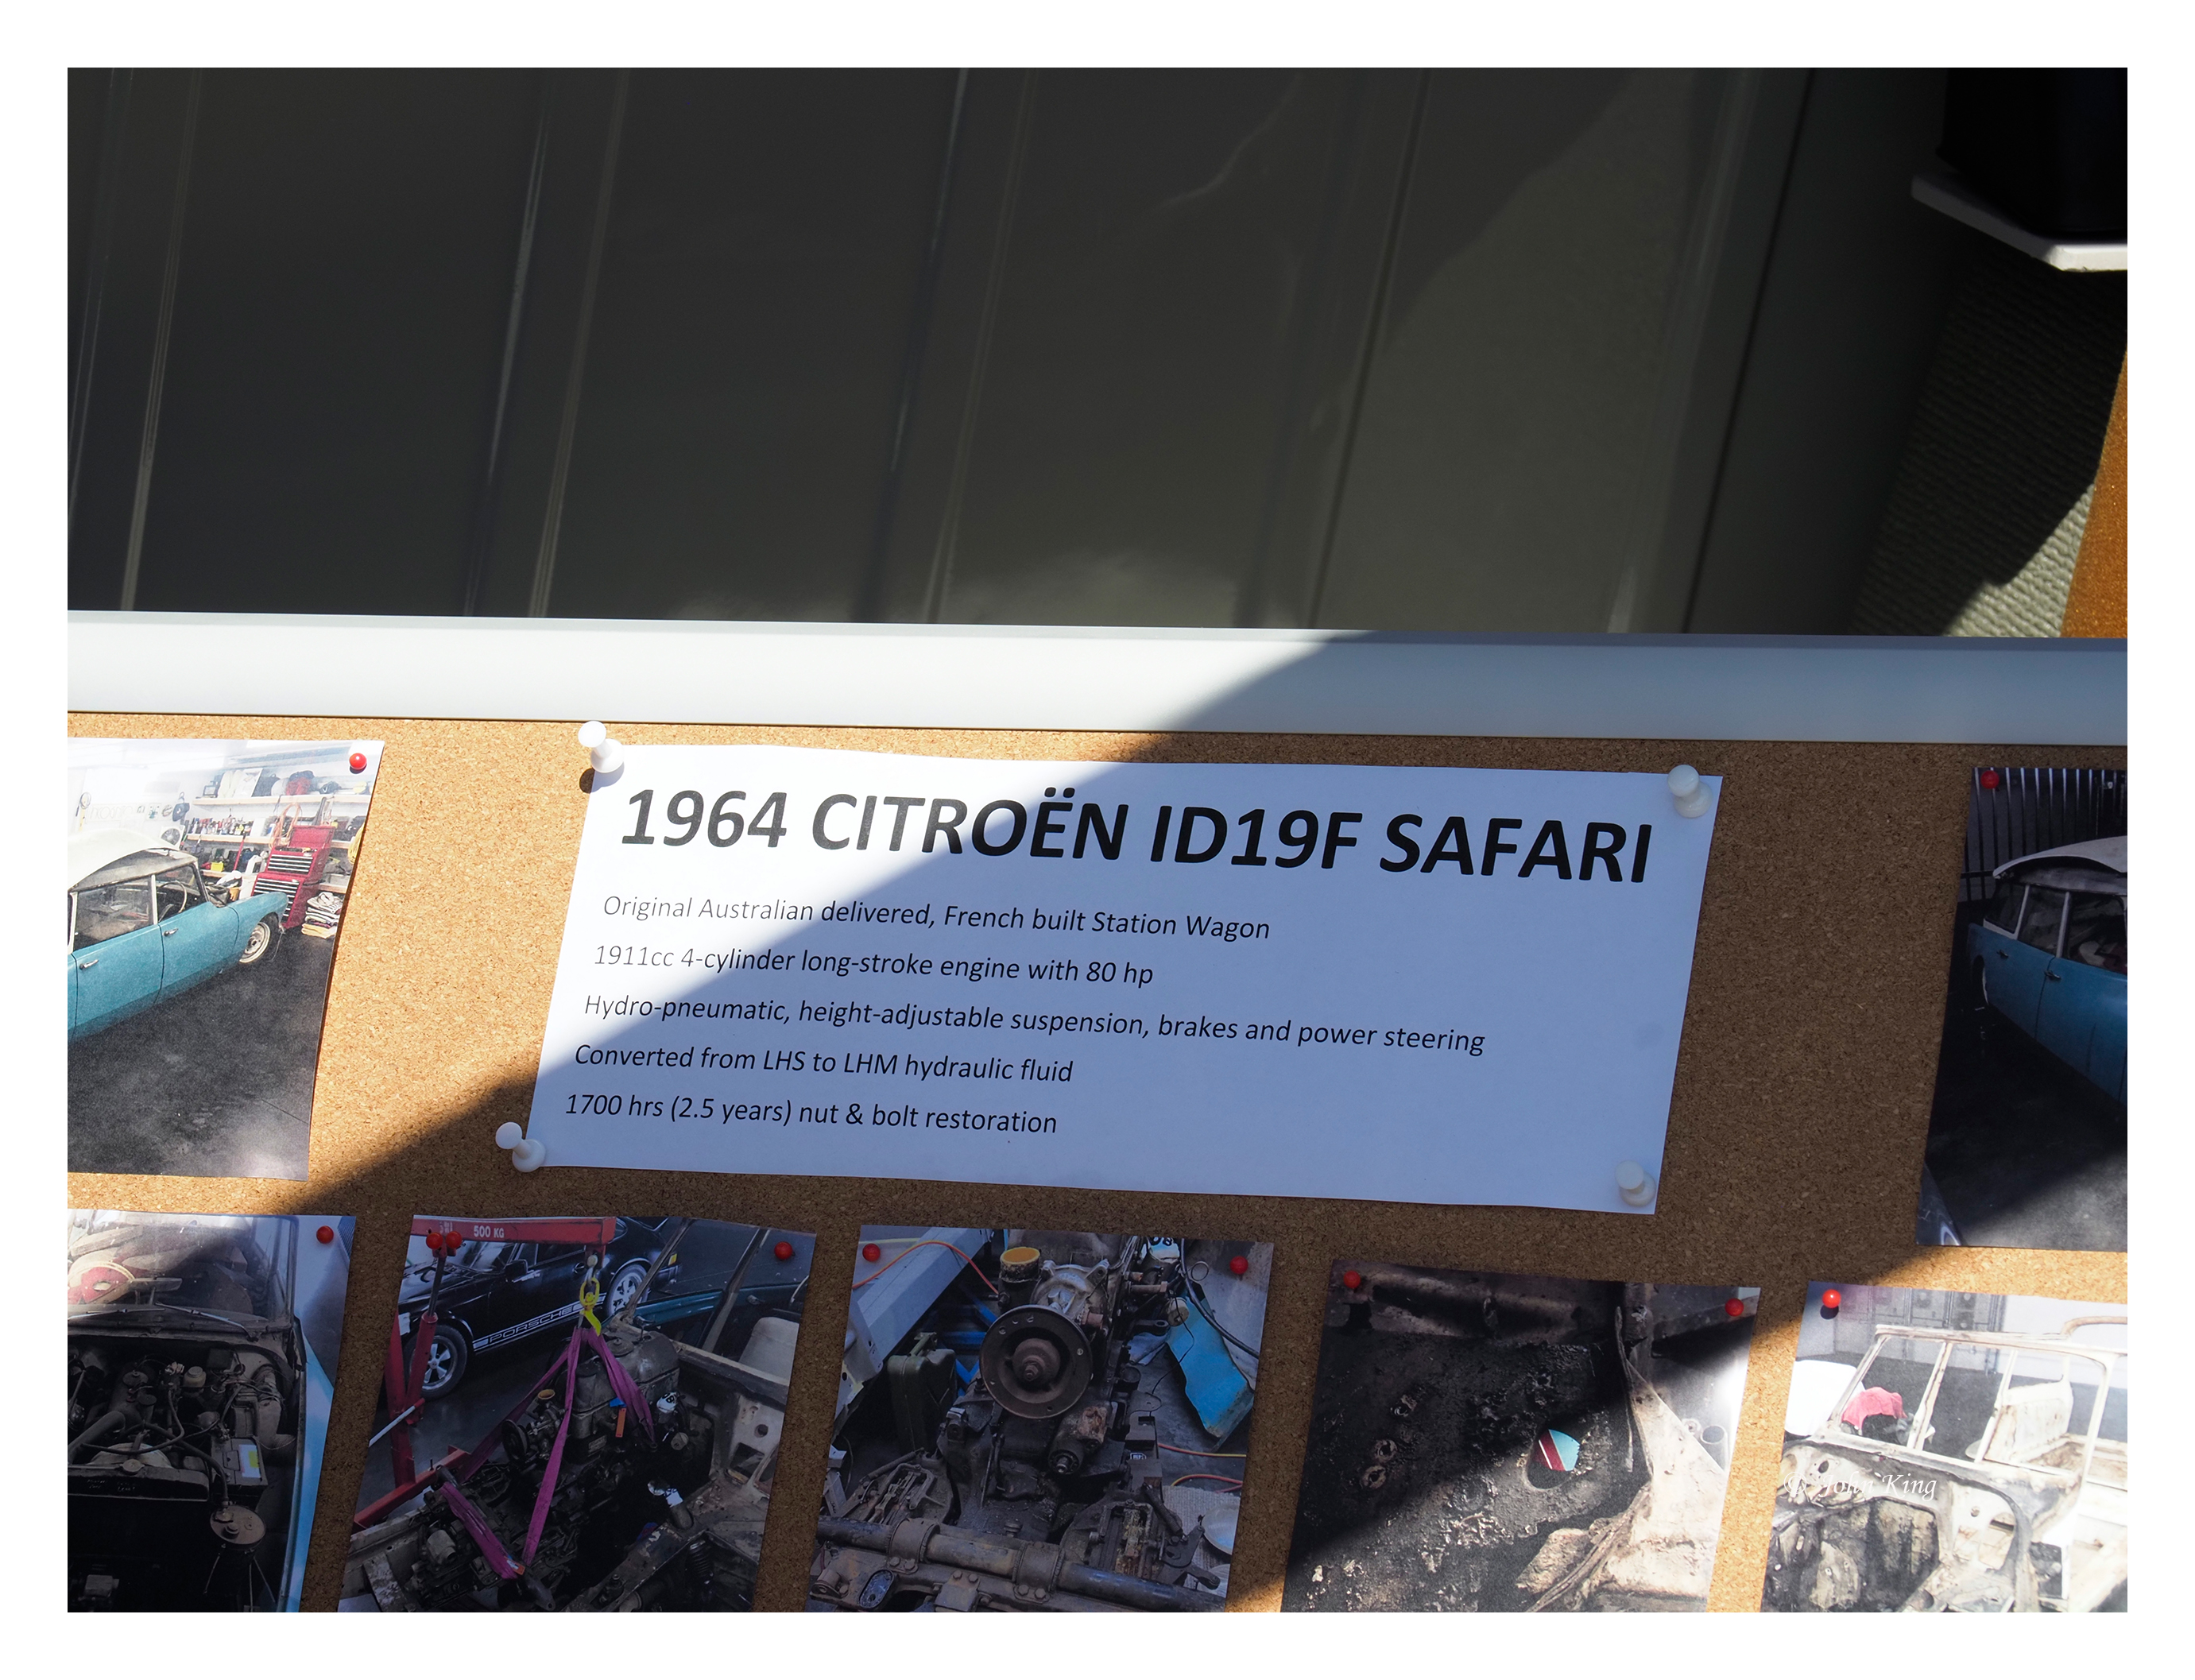 1964 CITROËN ID19F SAFARI
Original Australian delivered, French built Station Wagon
1911cc 4-cylinder long-stroke engine with 80 hp
Hydro-pneumatic, height-adjustable suspension, brakes and power steering
Converted from LHS to LHM hydraulic fluid
1700 hrs (2.5 years) nut & bolt restoration
500 KG
PORSCHE
© John King